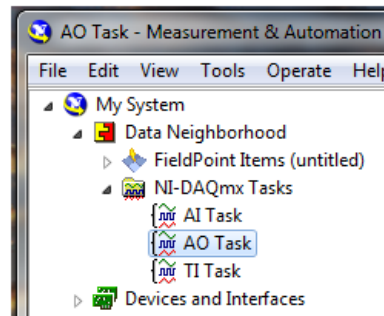 AO Task - Measurement & Automation
File Edit View Tools Operate Help
My System
Data Neighborhood
FieldPoint Items (untitled)
NI-DAQmx Tasks
AI Task
AO Task
TI Task
Devices and Interfaces